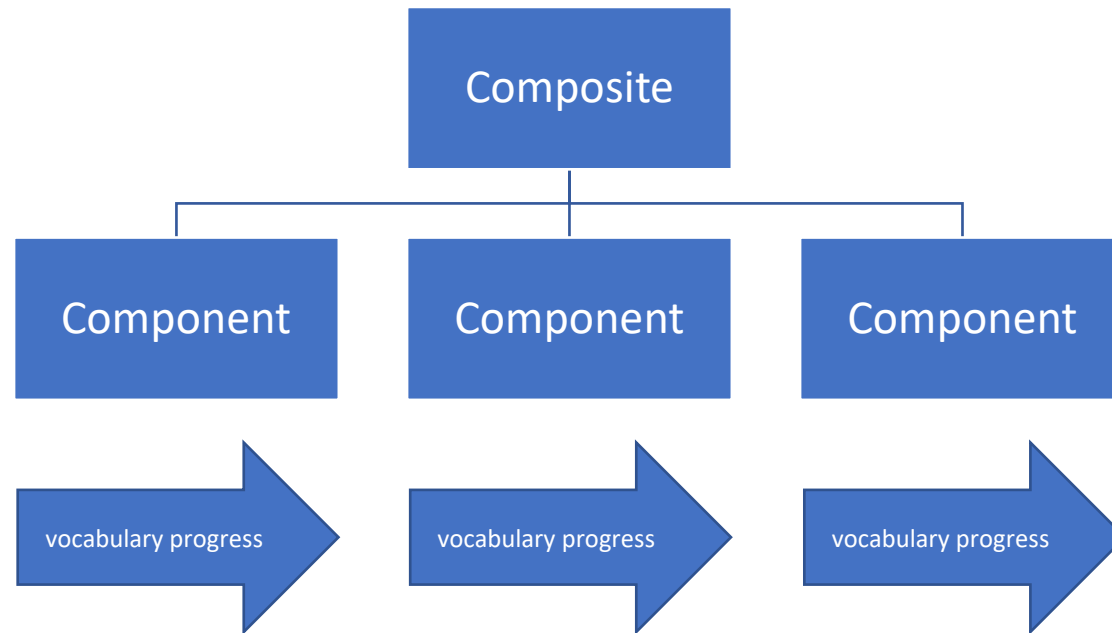 Composite
Component
Component
Component
vocabulary progress
vocabulary progress
vocabulary progress